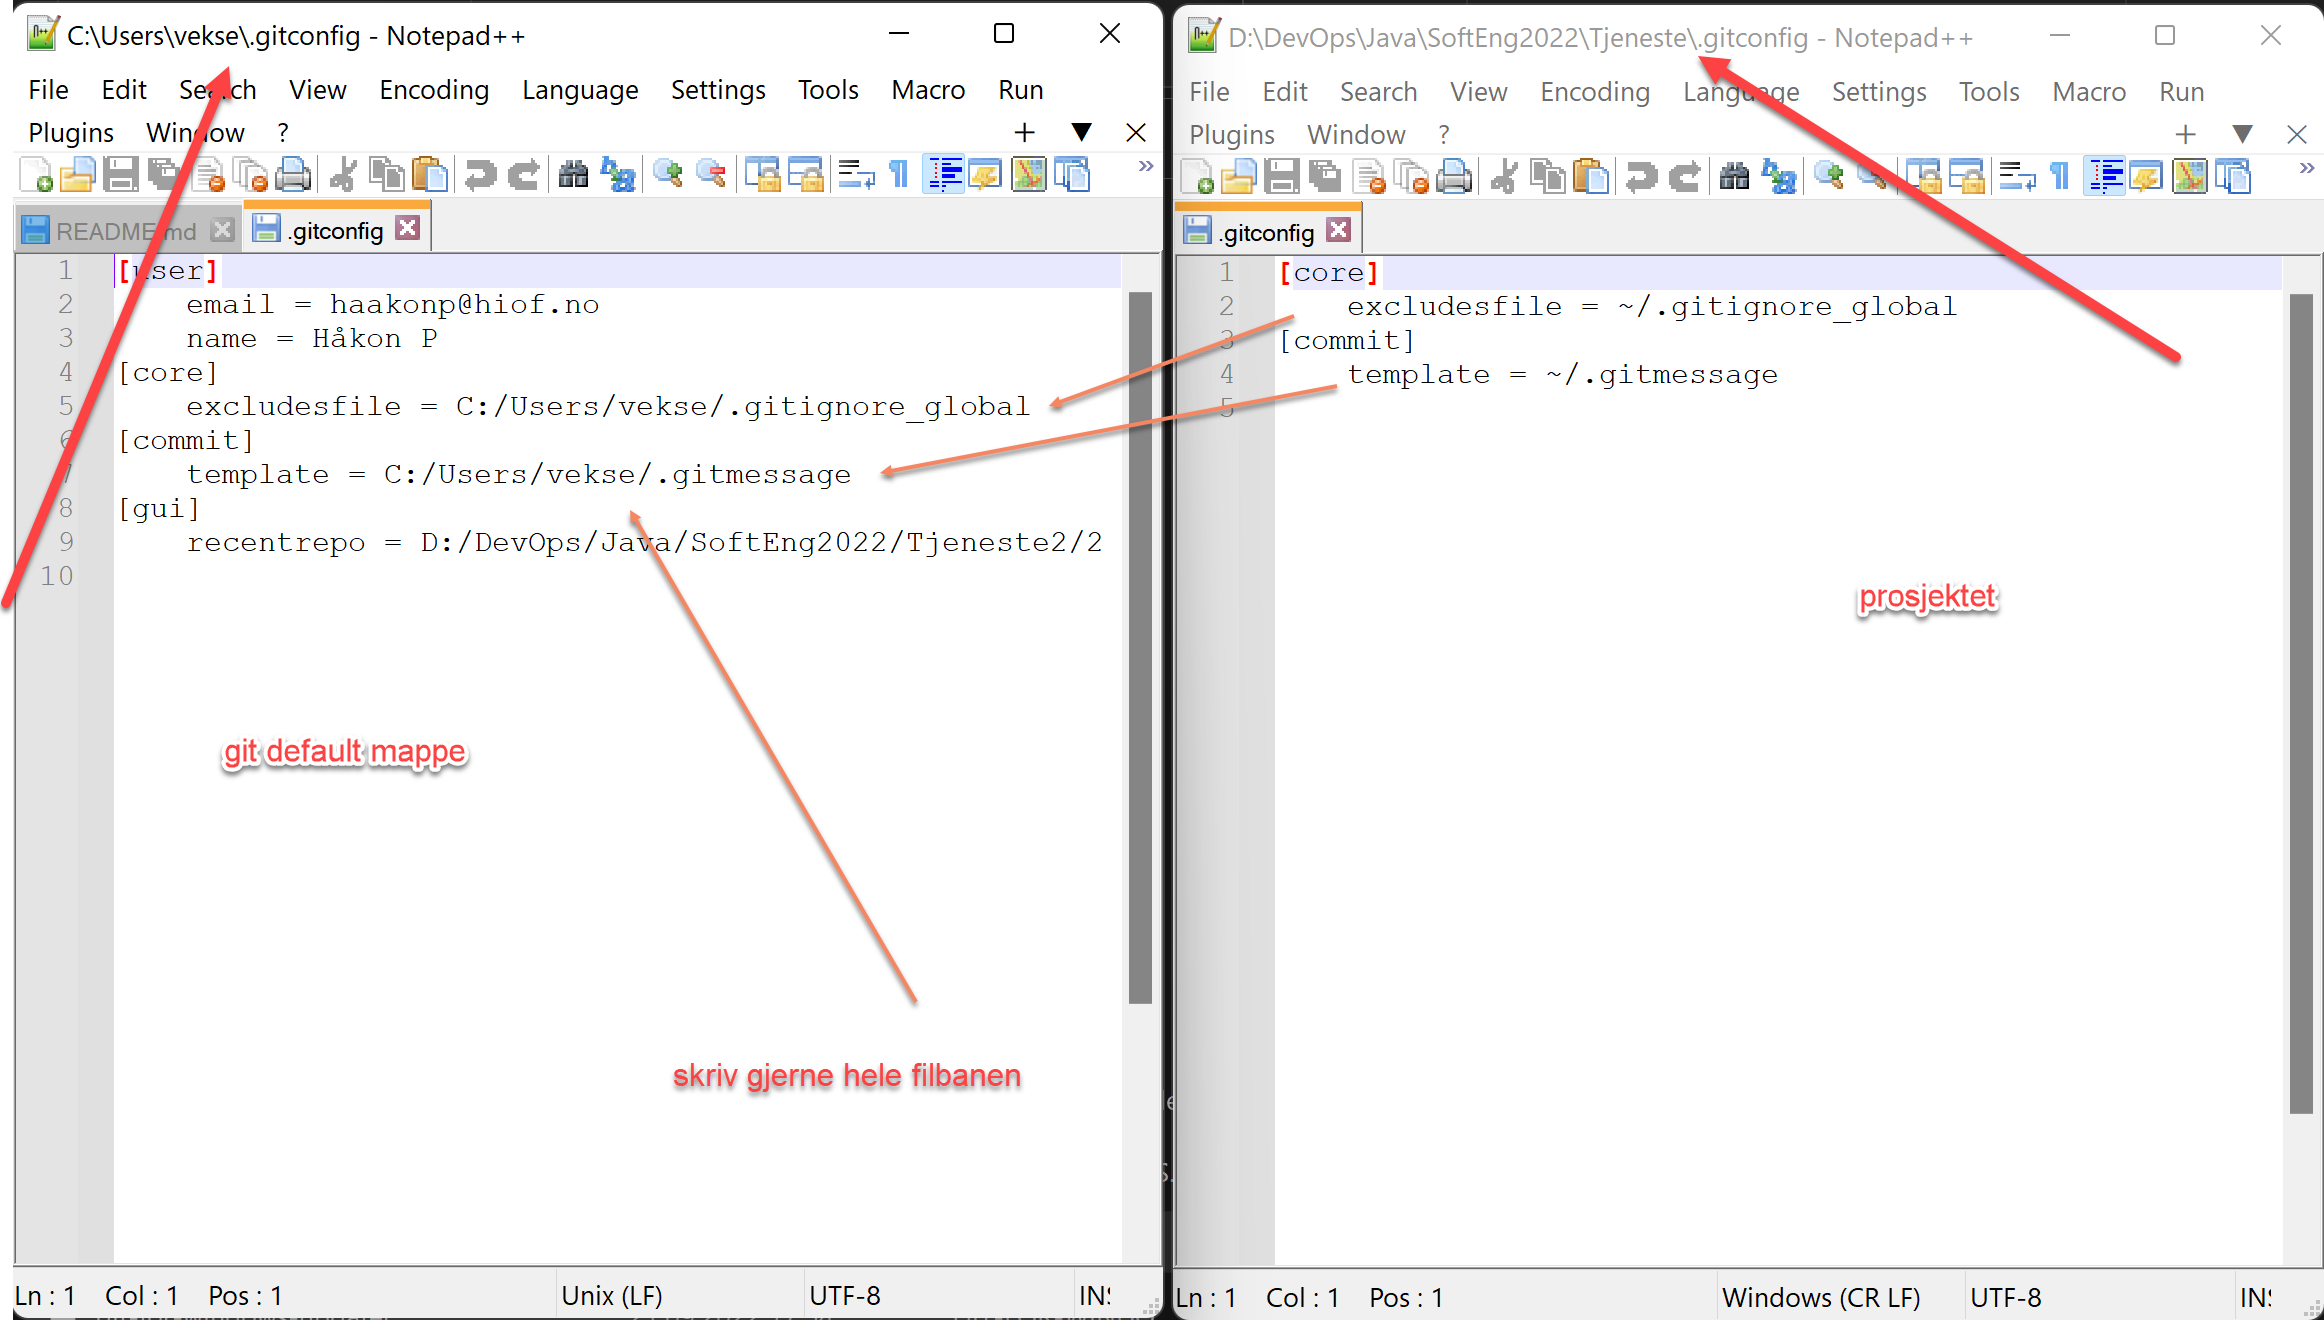 C:\Users\vekse\.gitconfig - Notepad++
File Edit Search View Encoding Language Settings Tools Macro Run
Plugins Window ?
README.md .gitconfig
1 [user]
2 email = haakonp@hiof.no
3 name = Håkon P
4 [core]
5 excludesfile = C:/Users/vekse/.gitignore_global
6 [commit]
7 template = C:/Users/vekse/.gitmessage
8 [gui]
9 recentrepo = D:/DevOps/Java/SoftEng2022/Tjeneste2/2
10
git default mappe
skriv gjerne hele filbanen
Ln : 1 Col : 1 Pos : 1 Unix (LF) UTF-8 INS
D:\DevOps\Java\SoftEng2022\Tjeneste\.gitconfig - Notepad++
File Edit Search View Encoding Language Settings Tools Macro Run
Plugins Window ?
.gitconfig
1 [core]
2 excludesfile = ~/.gitignore_global
3 [commit]
4 template = ~/.gitmessage
5
prosjektet
Ln : 1 Col : 1 Pos : 1 Windows (CR LF) UTF-8 INS